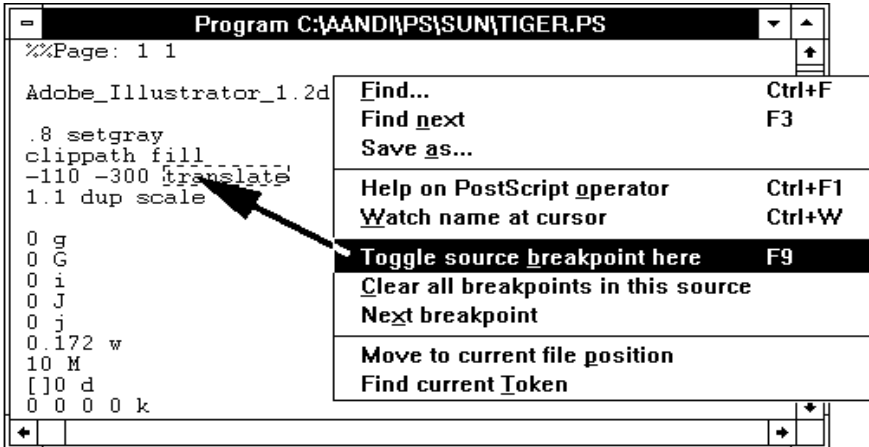 Program C:\AANDI\PS\SUN\TIGER.PS
%%Page: 1 1
Adobe_Illustrator_1.2d
.8 setgray
clippath fill
-110 -300 translate
1.1 dup scale
0 g
0 G
0 i
0 J
0 j
0.172 w
10 M
[]0 d
0 0 0 0 k
Find... Ctrl+F
Find next F3
Save as...
Help on PostScript operator Ctrl+F1
Watch name at cursor Ctrl+W
Toggle source breakpoint here F9
Clear all breakpoints in this source
Next breakpoint
Move to current file position
Find current Token